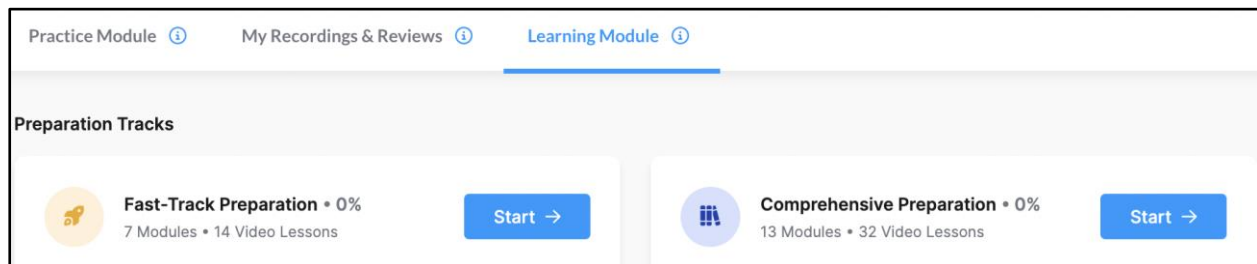 Practice Module
My Recordings & Reviews
Learning Module
Preparation Tracks
Fast-Track Preparation • 0%
7 Modules • 14 Video Lessons
Start →
Comprehensive Preparation • 0%
13 Modules • 32 Video Lessons
Start →